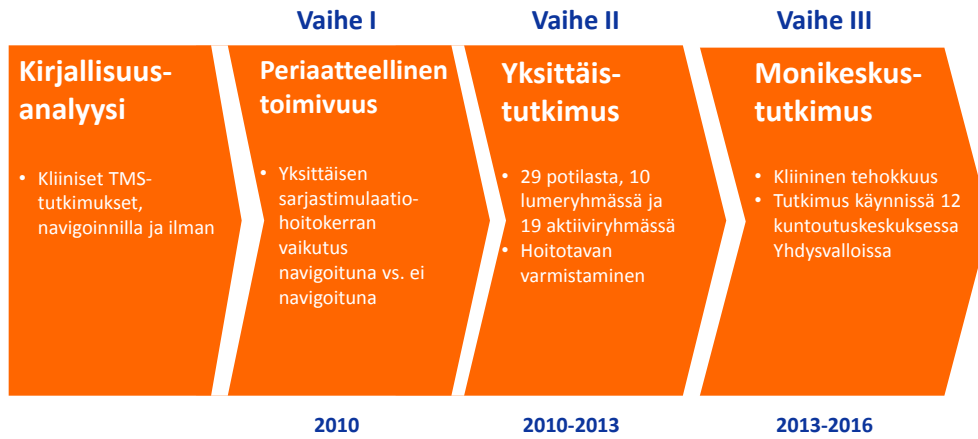 Vaihe I
Vaihe II
Vaihe III
Kirjallisuus-
analyysi
• Kliiniset TMS-
tutkimukset,
navigoinnilla ja ilman
Periaatteellinen
toimivuus
• Yksittäisen
sarjastimulaatio-
hoitokerran
vaikutus
navigoituna vs. ei
navigoituna
Yksittäis-
tutkimus
• 29 potilasta, 10
lumeryhmässä ja
19 aktiiviryhmässä
• Hoitotavan
varmistaminen
Monikeskus-
tutkimus
• Kliininen tehokkuus
• Tutkimus käynnissä 12
kuntoutuskeskuksessa
Yhdysvalloissa
2010
2010-2013
2013-2016